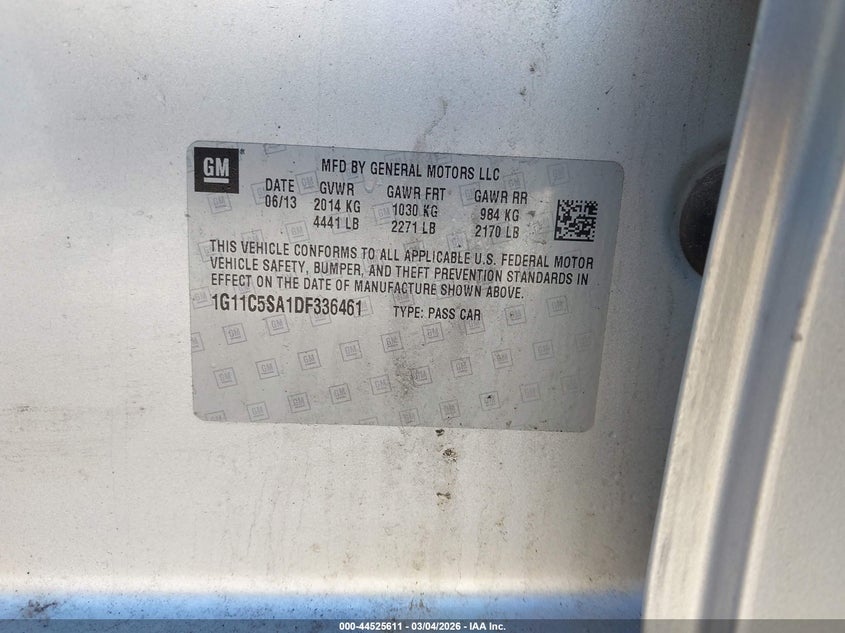 GM
MFD BY GENERAL MOTORS LLC
DATE GVWR GAWR FRT GAWR RR
06/13 2014 KG 1030 KG 984 KG
4441 LB 2271 LB 2170 LB
THIS VEHICLE CONFORMS TO ALL APPLICABLE U.S. FEDERAL MOTOR
VEHICLE SAFETY, BUMPER, AND THEFT PREVENTION STANDARDS IN
EFFECT ON THE DATE OF MANUFACTURE SHOWN ABOVE.
1G11C5SA1DF336461 TYPE: PASS CAR
000-44525611 - 03/04/2026 - IAA Inc.